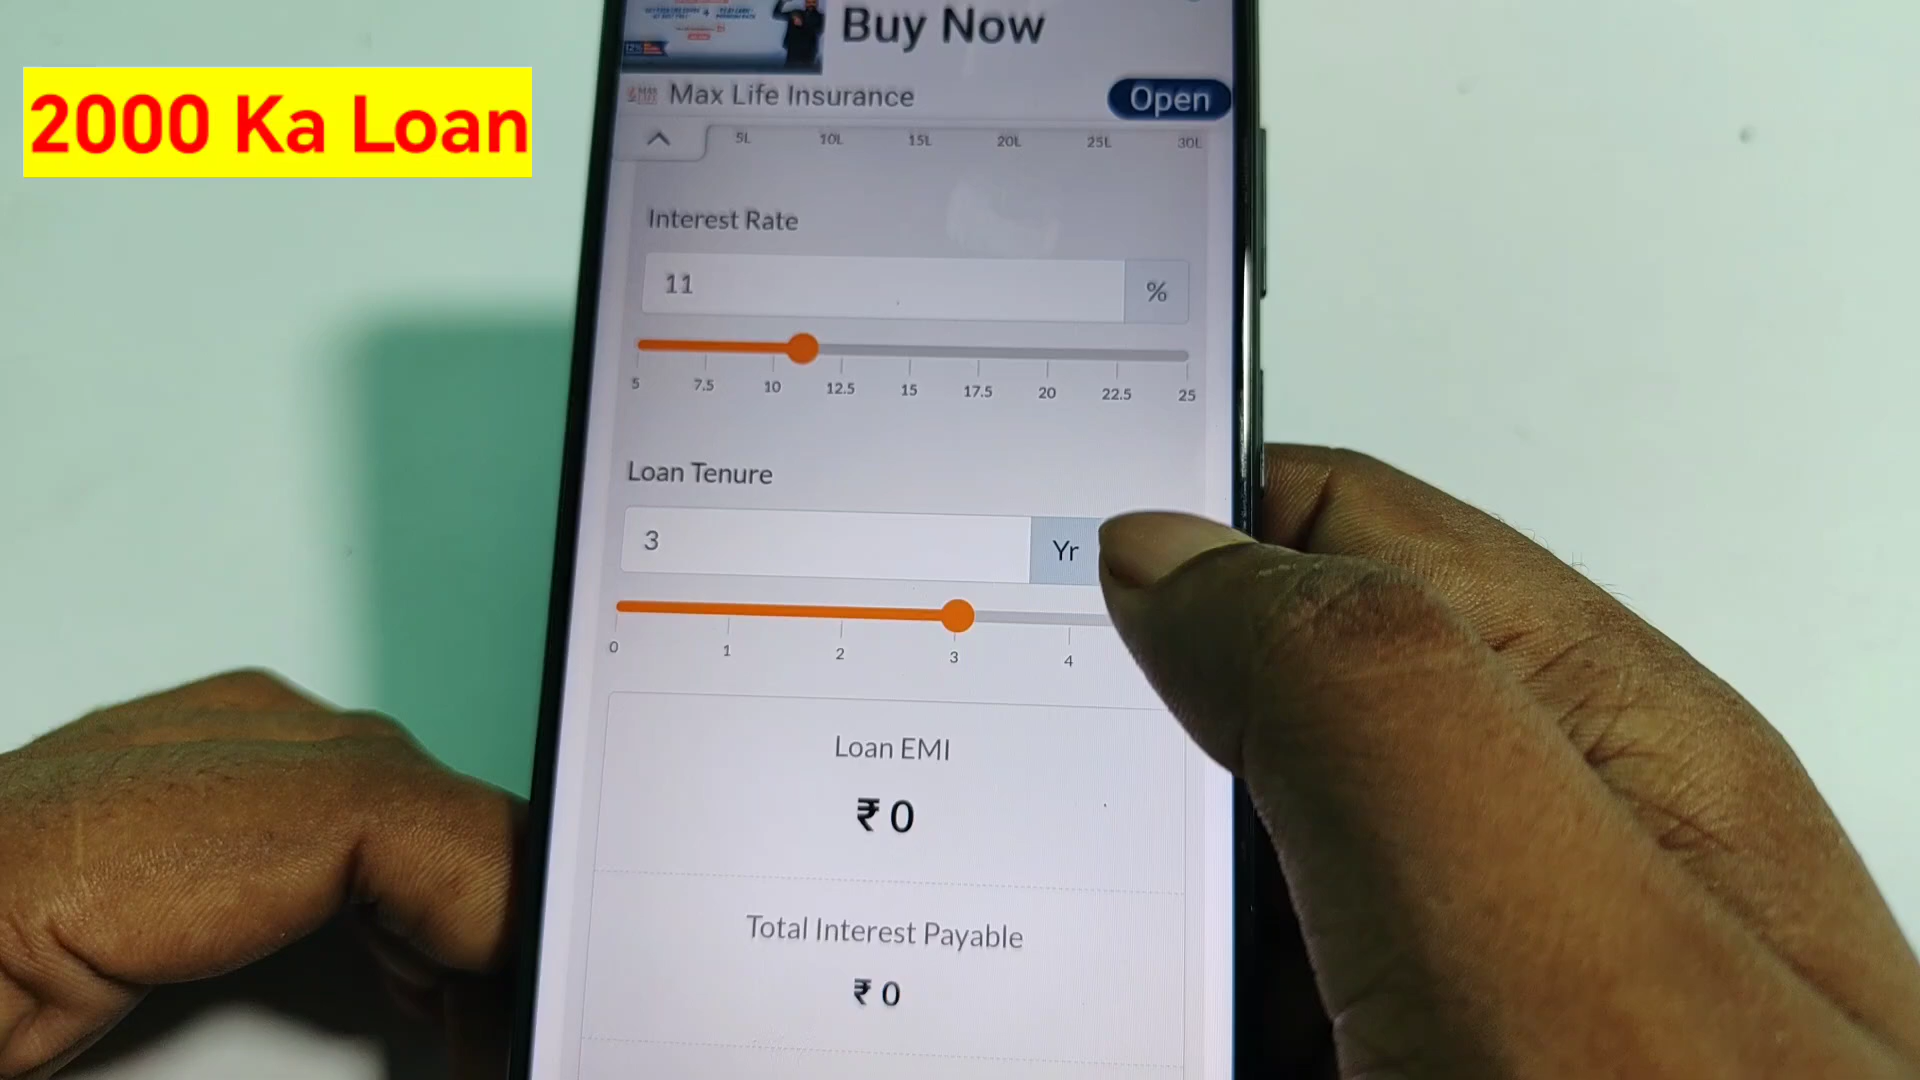 Buy Now
2000 Ka Loan
Max Life Insurance
Open
5L 10L 15L 20L 25L 30L
Interest Rate
11 %
5 7.5 10 12.5 15 17.5 20 22.5 25
Loan Tenure
3 Yr
0 1 2 3 4
Loan EMI
₹ 0
Total Interest Payable
₹ 0